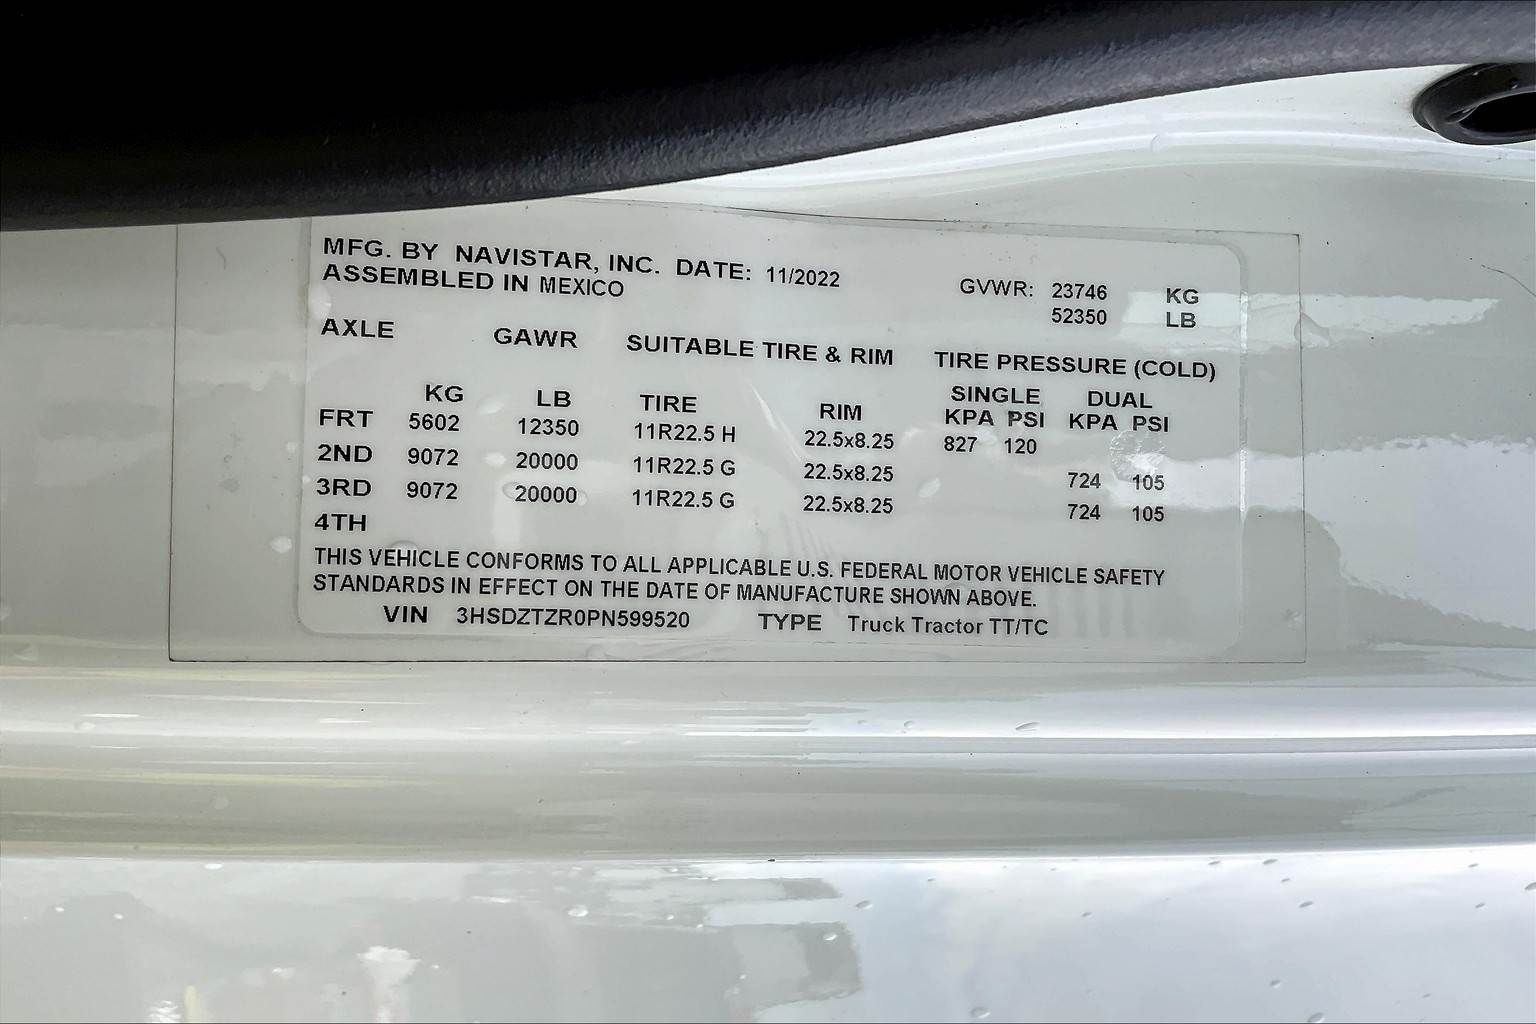 MFG. BY NAVISTAR, INC. DATE: 11/2022
ASSEMBLED IN MEXICO
GVWR: 23746 KG
52350 LB
AXLE GAWR SUITABLE TIRE & RIM TIRE PRESSURE (COLD)
SINGLE DUAL
KG LB TIRE RIM KPA PSI KPA PSI
FRT 5602 12350 11R22.5 H 22.5x8.25 827 120
2ND 9072 20000 11R22.5 G 22.5x8.25 724 105
3RD 9072 20000 11R22.5 G 22.5x8.25 724 105
4TH
THIS VEHICLE CONFORMS TO ALL APPLICABLE U.S. FEDERAL MOTOR VEHICLE SAFETY
STANDARDS IN EFFECT ON THE DATE OF MANUFACTURE SHOWN ABOVE.
VIN 3HSDZTZR0PN599520 TYPE Truck Tractor TT/TC